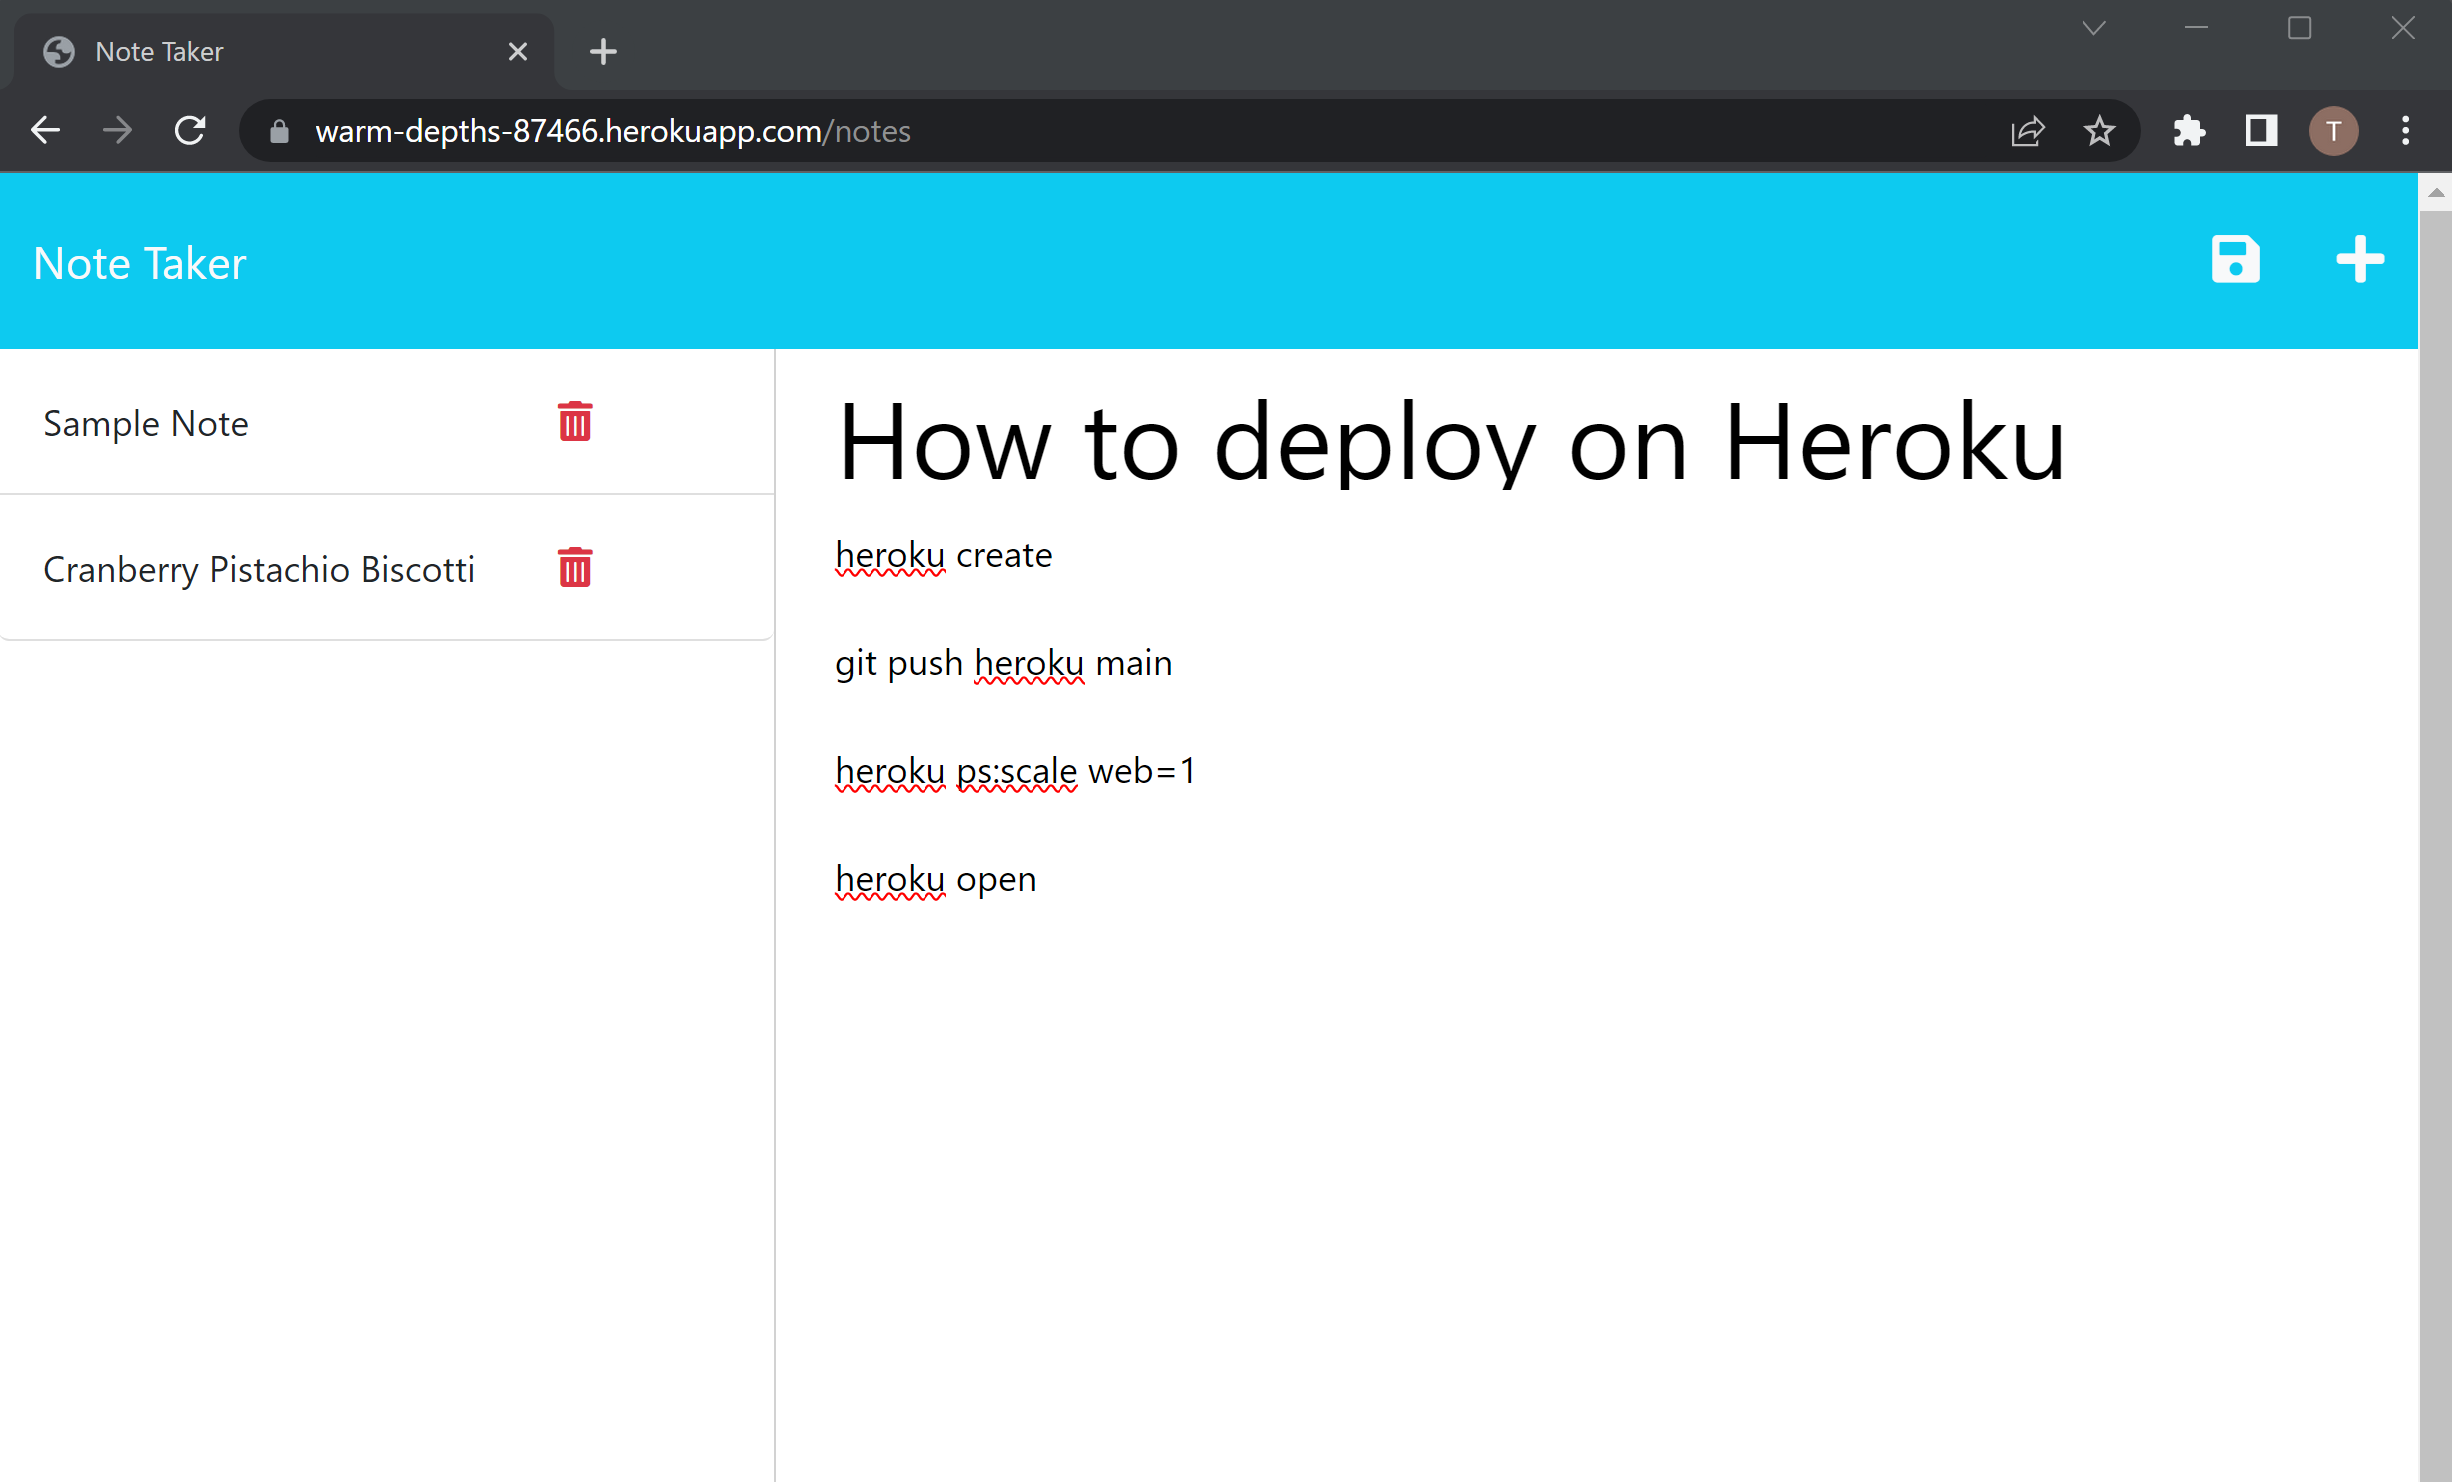 Note Taker
warm-depths-87466.herokuapp.com/notes
T
Note Taker
Sample Note
Cranberry Pistachio Biscotti
How to deploy on Heroku
heroku create
git push heroku main
heroku ps:scale web=1
heroku open